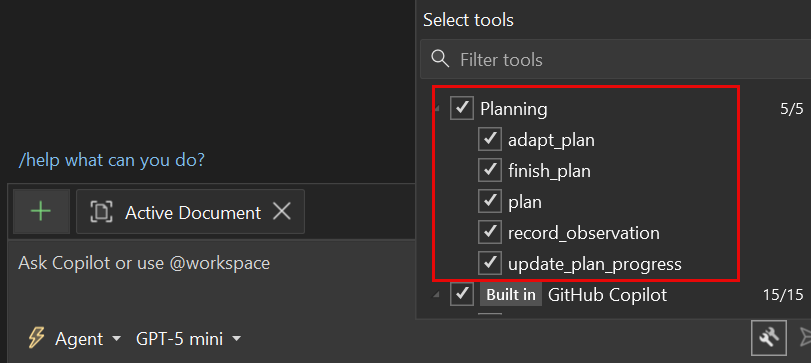 Select tools
Filter tools
Planning 5/5
adapt_plan
finish_plan
plan
record_observation
update_plan_progress
Built in GitHub Copilot 15/15
/help what can you do?
Active Document
Ask Copilot or use @workspace
Agent GPT-5 mini